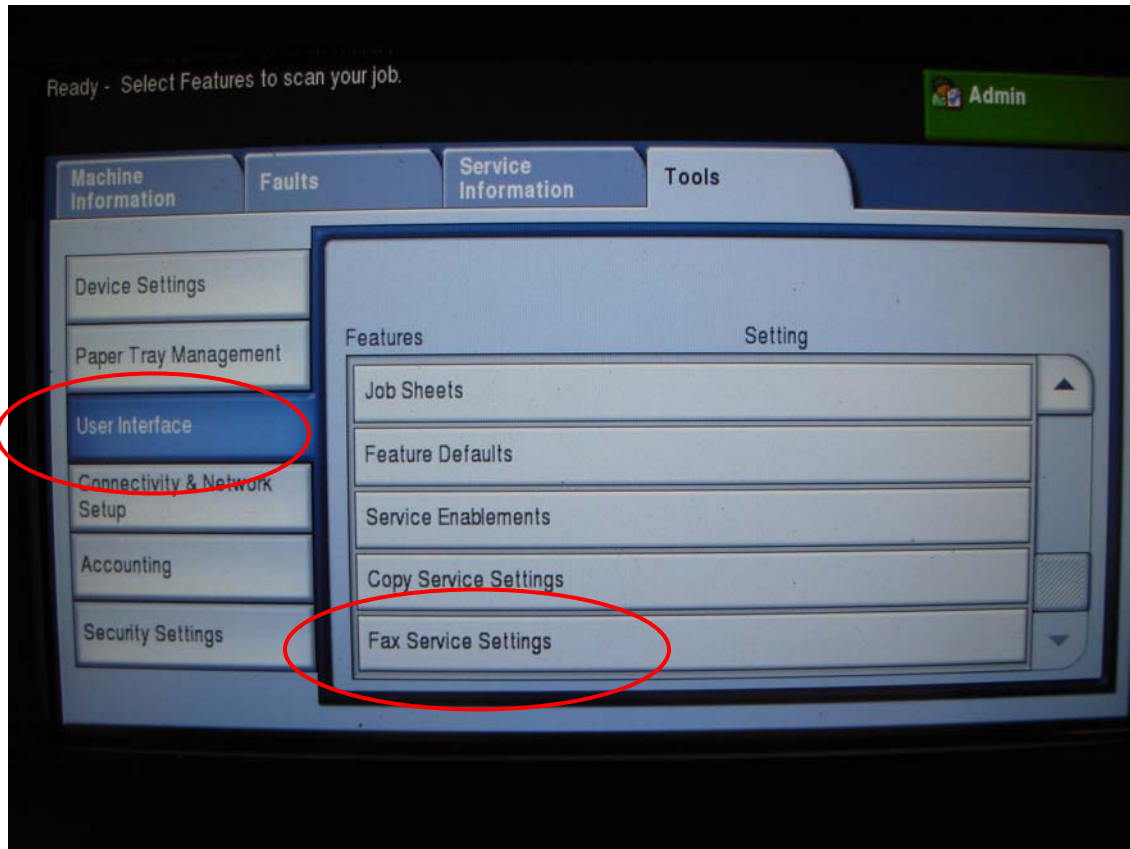 Ready - Select Features to scan your job.
Admin
Machine
Information
Faults
Service
Information
Tools
Device Settings
Paper Tray Management
User Interface
Connectivity & Network
Setup
Accounting
Security Settings
Features
Setting
Job Sheets
Feature Defaults
Service Enablements
Copy Service Settings
Fax Service Settings